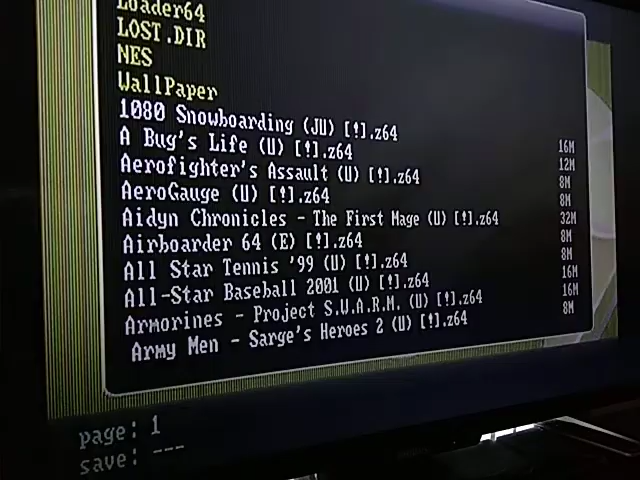 Loader64
LOST.DIR
NES
WallPaper
1080 Snowboarding (JU) [!].z64 16M
A Bug's Life (U) [!].z64 12M
Aerofighter's Assault (U) [!].z64 8M
AeroGauge (U) [!].z64 8M
Aidyn Chronicles - The First Mage (U) [!].z64 32M
Airboarder 64 (E) [!].z64 8M
All Star Tennis '99 (U) [!].z64 8M
All-Star Baseball 2001 (U) [!].z64 16M
Armorines - Project S.W.A.R.M. (U) [!].z64 16M
Army Men - Sarge's Heroes 2 (U) [!].z64 8M
page: 1
save: ---